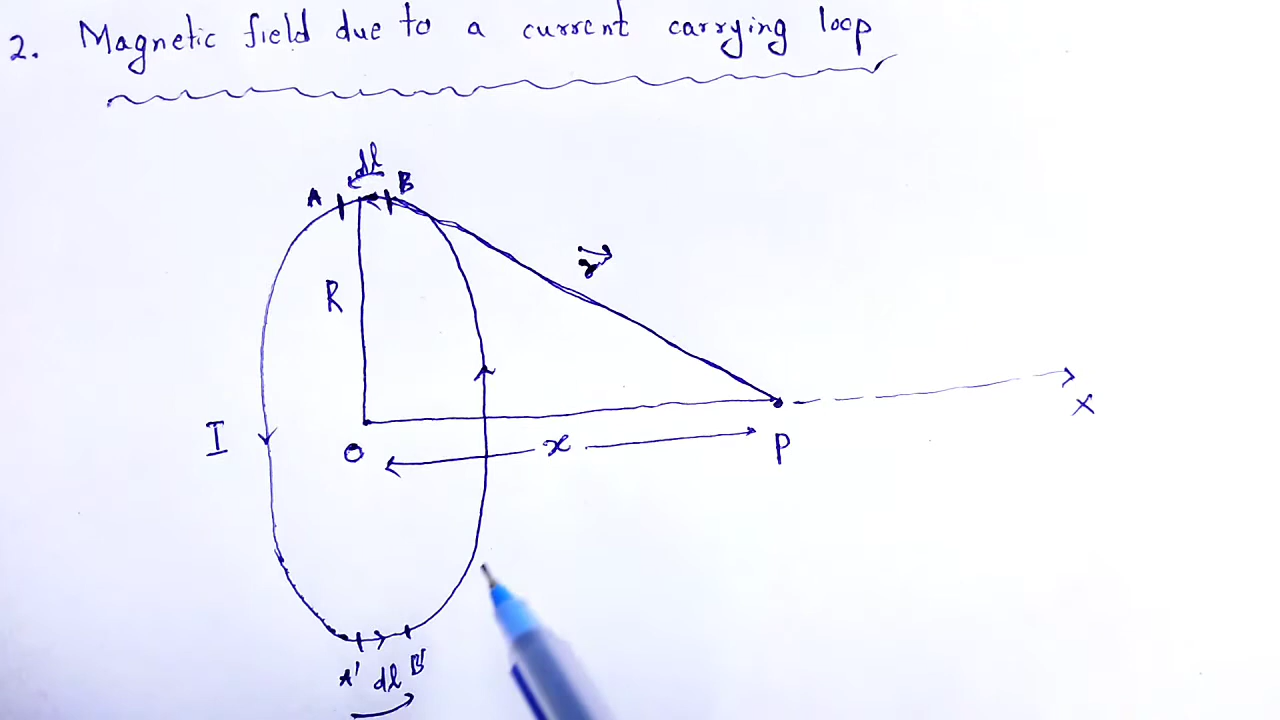 2. Magnetic field due to a current carrying loop
dl
A B
r
R
X
I
O x P
A' dl B'